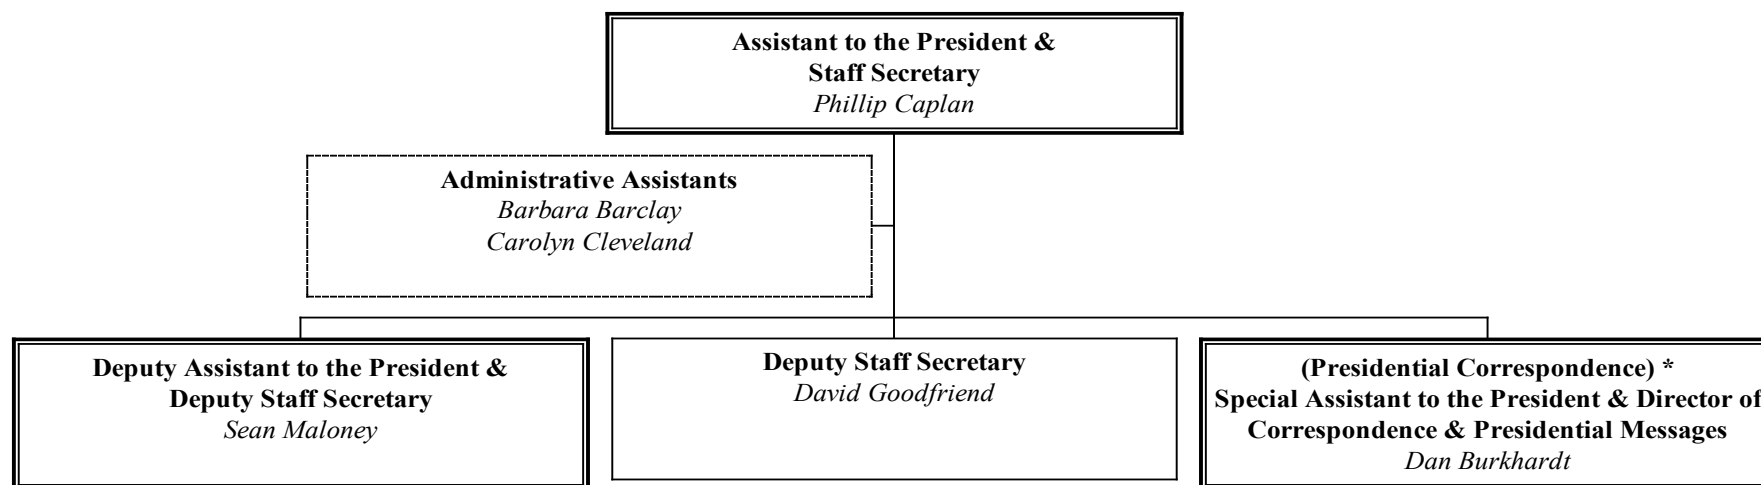 Assistant to the President &
Staff Secretary
Phillip Caplan
Administrative Assistants
Barbara Barclay
Carolyn Cleveland
Deputy Assistant to the President &
Deputy Staff Secretary
Sean Maloney
Deputy Staff Secretary
David Goodfriend
(Presidential Correspondence) *
Special Assistant to the President & Director of
Correspondence & Presidential Messages
Dan Burkhardt